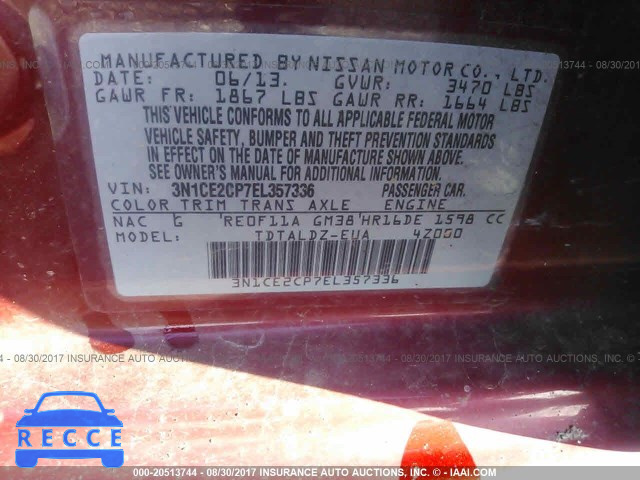 MANUFACTURED BY NISSAN MOTOR CO., LTD.
DATE: 06/13. GVWR: 3470 LBS
GAWR FR: 1867 LBS GAWR RR: 1664 LBS
THIS VEHICLE CONFORMS TO ALL APPLICABLE FEDERAL MOTOR
VEHICLE SAFETY, BUMPER AND THEFT PREVENTION STANDARDS
IN EFFECT ON THE DATE OF MANUFACTURE SHOWN ABOVE.
SEE OWNER'S MANUAL FOR ADDITIONAL INFORMATION.
VIN: 3N1CE2CP7EL357336 PASSENGER CAR.
COLOR TRIM TRANS AXLE ENGINE
NAC G RE0F11A GM38 HR16DE 1598 CC
MODEL: TDTALDZ-EUA 4Z000
3N1CE2CP7EL357336
RECCE
000-20513744 - 08/30/2017 INSURANCE AUTO AUCTIONS - © IAAI.COM